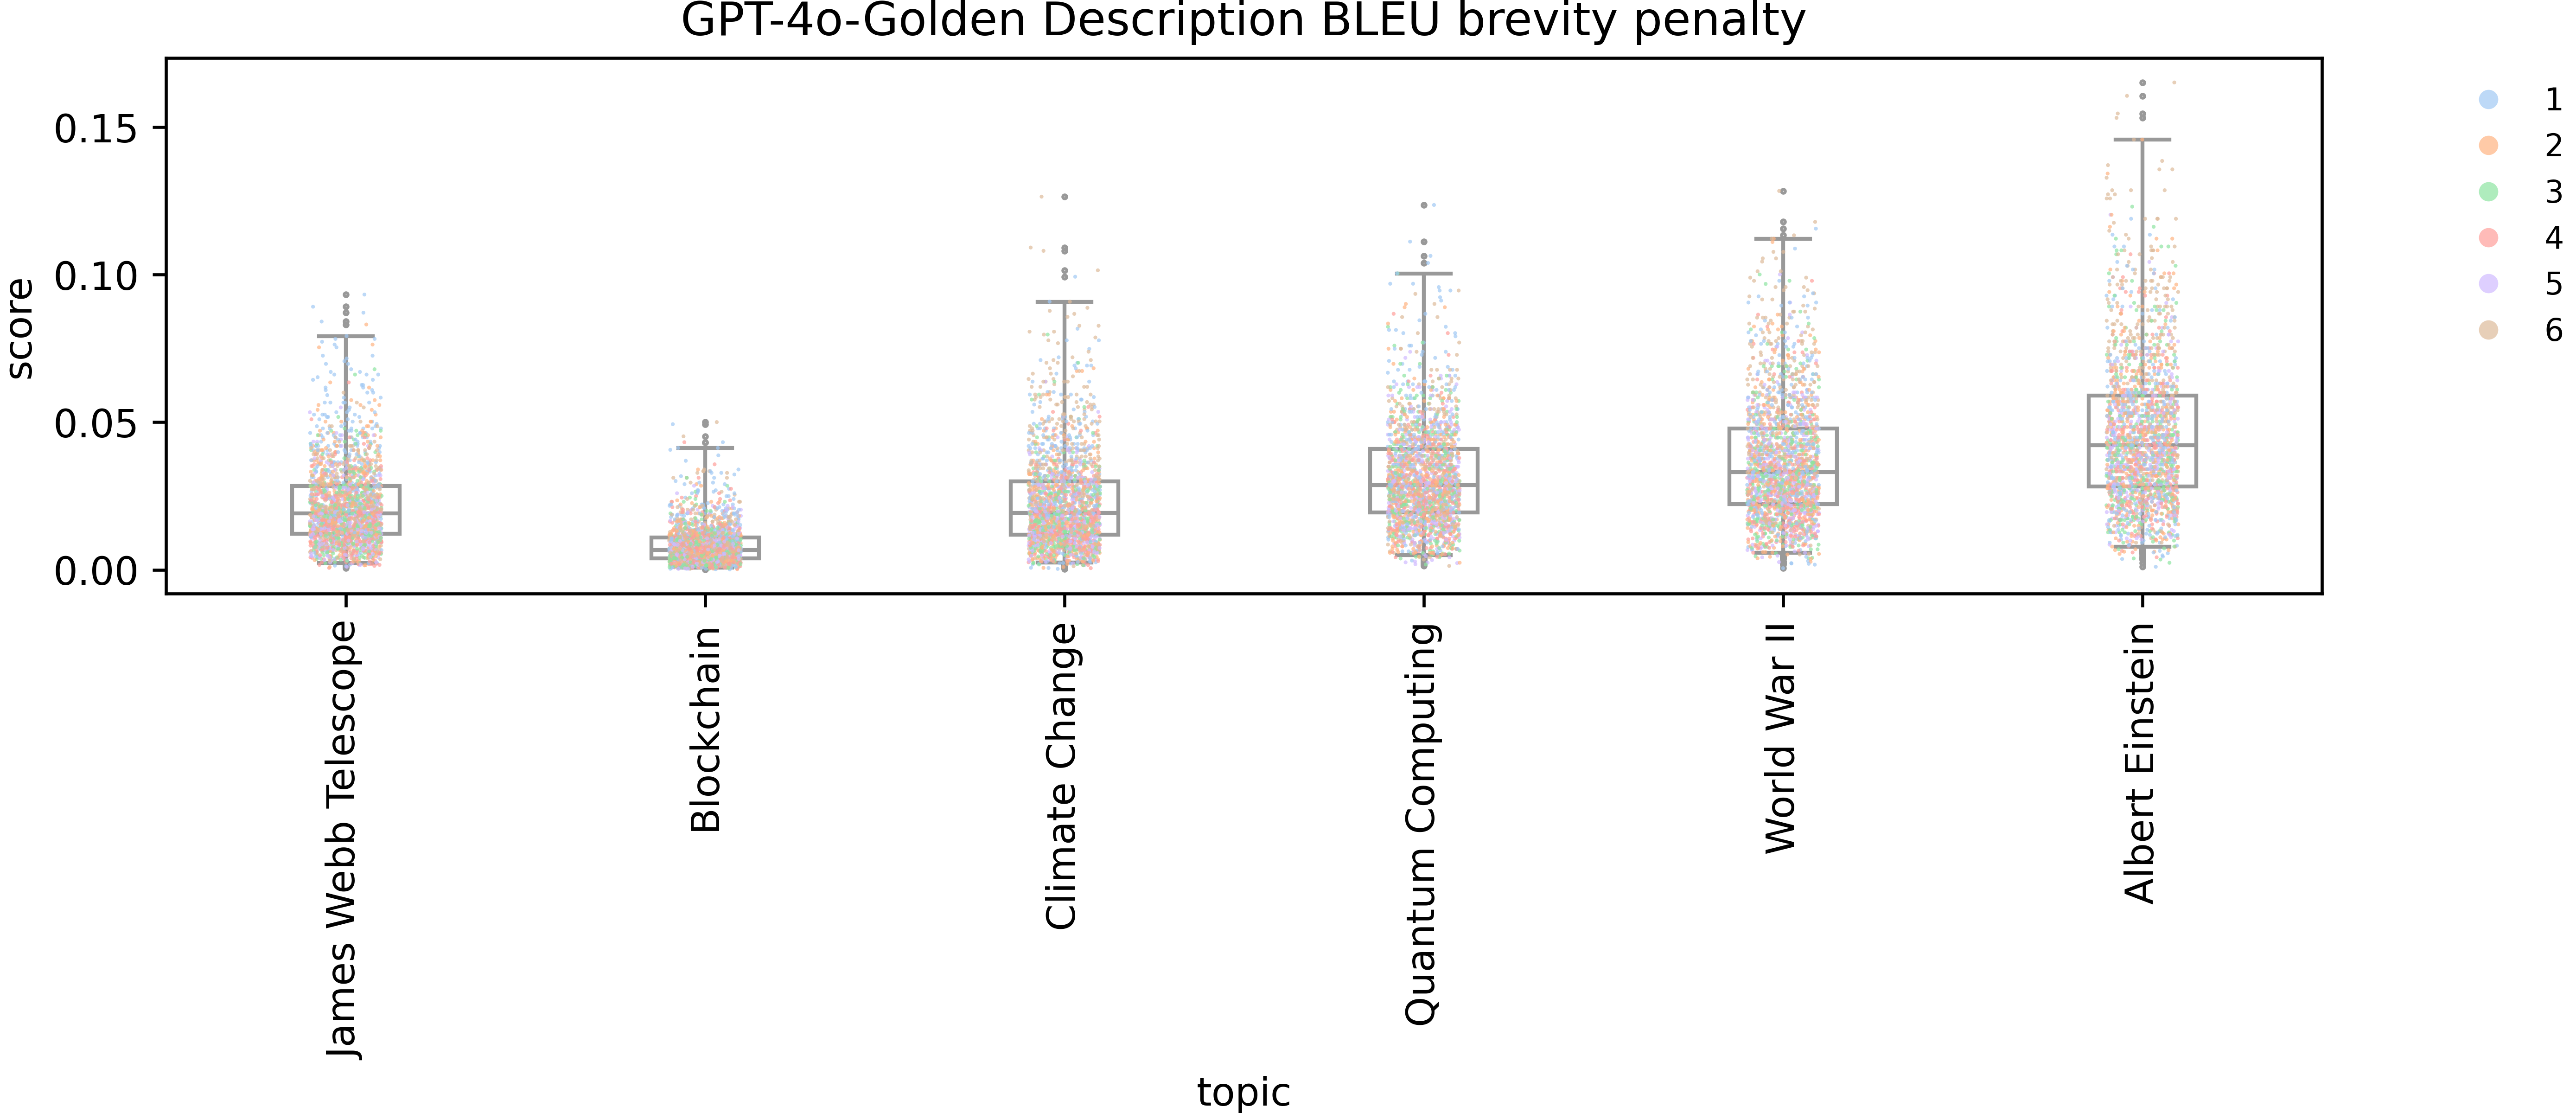 GPT-4o-Golden Description BLEU brevity penalty
score
0.15
0.10
0.05
0.00
James Webb Telescope
Blockchain
Climate Change
Quantum Computing
World War II
Albert Einstein
topic
1
2
3
4
5
6